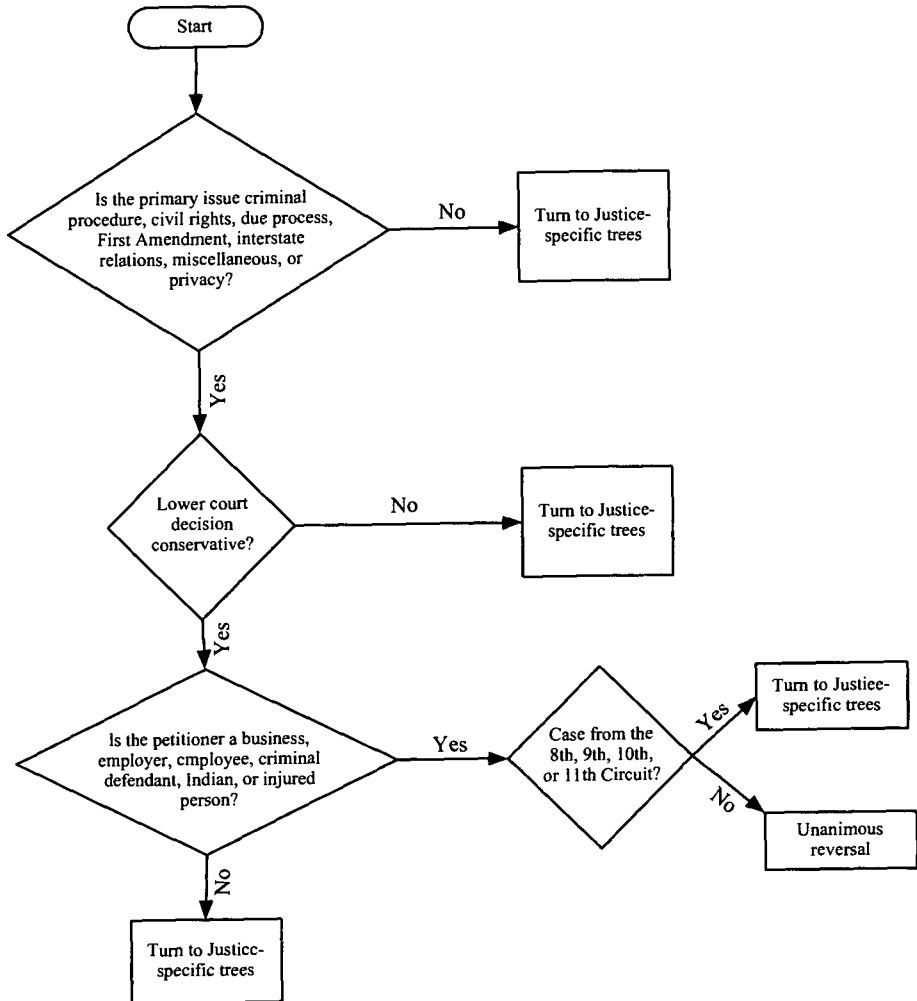 Start
Is the primary issue criminal
procedure, civil rights, due process,
First Amendment, interstate
relations, miscellaneous, or
privacy?
No
Turn to Justice-
specific trees
Yes
Lower court
decision
conservative?
No
Turn to Justice-
specific trees
Yes
Is the petitioner a business,
employer, employee, criminal
defendant, Indian, or injured
person?
Yes
Case from the
8th, 9th, 10th,
or 11th Circuit?
Yes
Turn to Justice-
specific trees
No
Unanimous
reversal
No
Turn to Justice-
specific trees